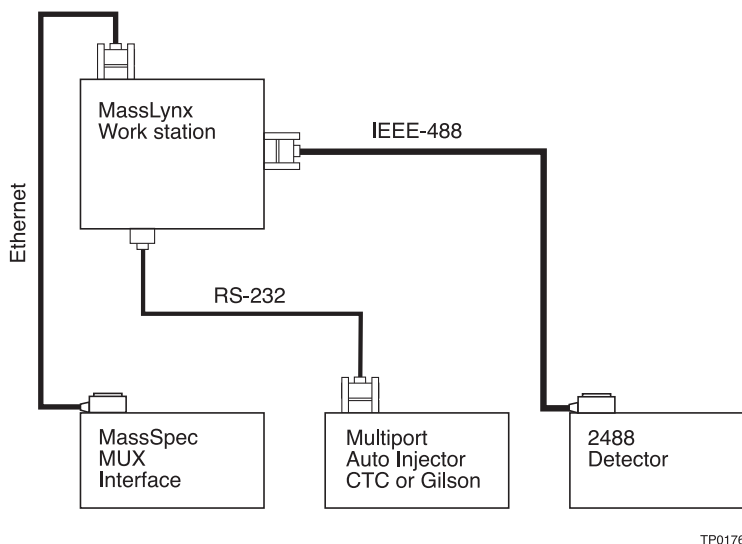 MassLynx
Work station
IEEE-488
Ethernet
RS-232
MassSpec
MUX
Interface
Multiport
Auto Injector
CTC or Gilson
2488
Detector
TP0176